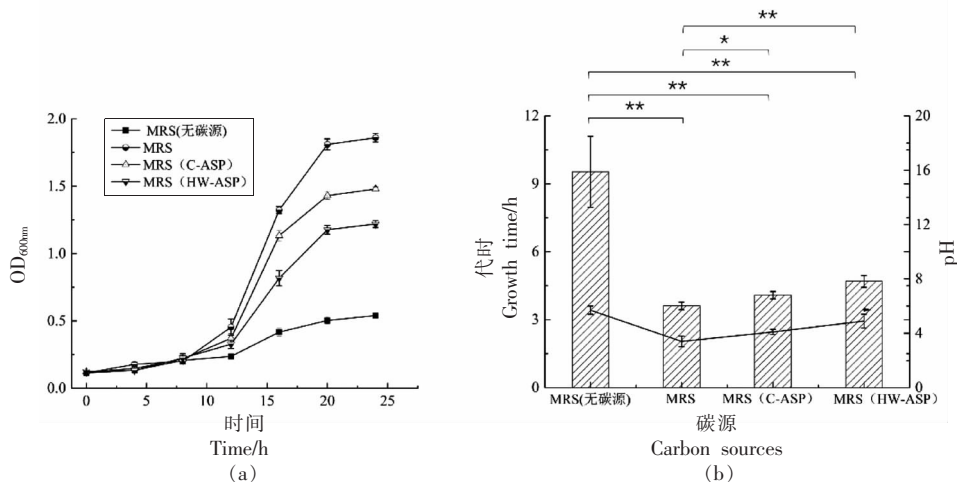 2.0
1.5
1.0
0.5
0.0
OD600nm
MRS(无碳源)
MRS
MRS（C-ASP）
MRS（HW-ASP）
0 5 10 15 20 25
时间
Time/h
(a)
**
*
**
**
**
12
9
6
3
0
代时
Growth time/h
20
16
12
8
4
0
pH
MRS(无碳源) MRS MRS（C-ASP） MRS（HW-ASP）
碳源
Carbon sources
(b)